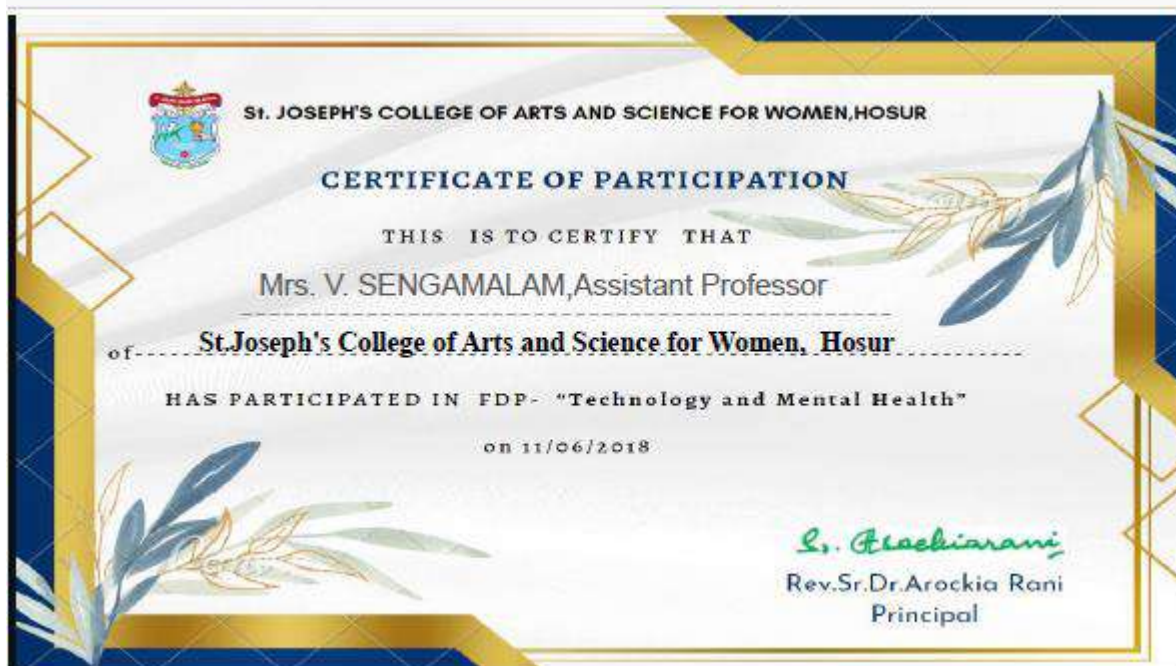 St. JOSEPH'S COLLEGE OF ARTS AND SCIENCE FOR WOMEN,HOSUR
CERTIFICATE OF PARTICIPATION
THIS IS TO CERTIFY THAT
Mrs. V. SENGAMALAM,Assistant Professor
of St.Joseph's College of Arts and Science for Women, Hosur
HAS PARTICIPATED IN FDP- “Technology and Mental Health”
on 11/06/2018
Rev.Sr.Dr.Arockia Rani
Principal